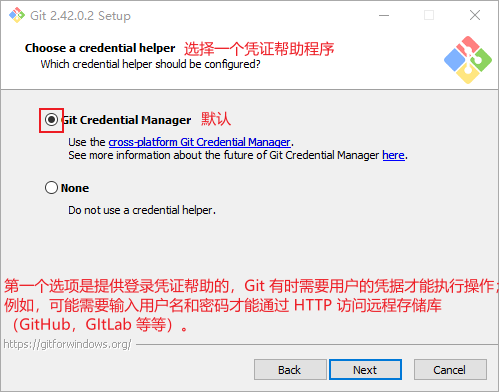 Git 2.42.0.2 Setup
Choose a credential helper 选择一个凭证帮助程序
Which credential helper should be configured?
Git Credential Manager 默认
Use the cross-platform Git Credential Manager.
See more information about the future of Git Credential Manager here.
None
Do not use a credential helper.
第一个选项是提供登录凭证帮助的，Git 有时需要用户的凭据才能执行操作；
例如，可能需要输入用户名和密码才能通过 HTTP 访问远程存储库
（GitHub，GItLab 等等）。
https://gitforwindows.org/
Back Next Cancel